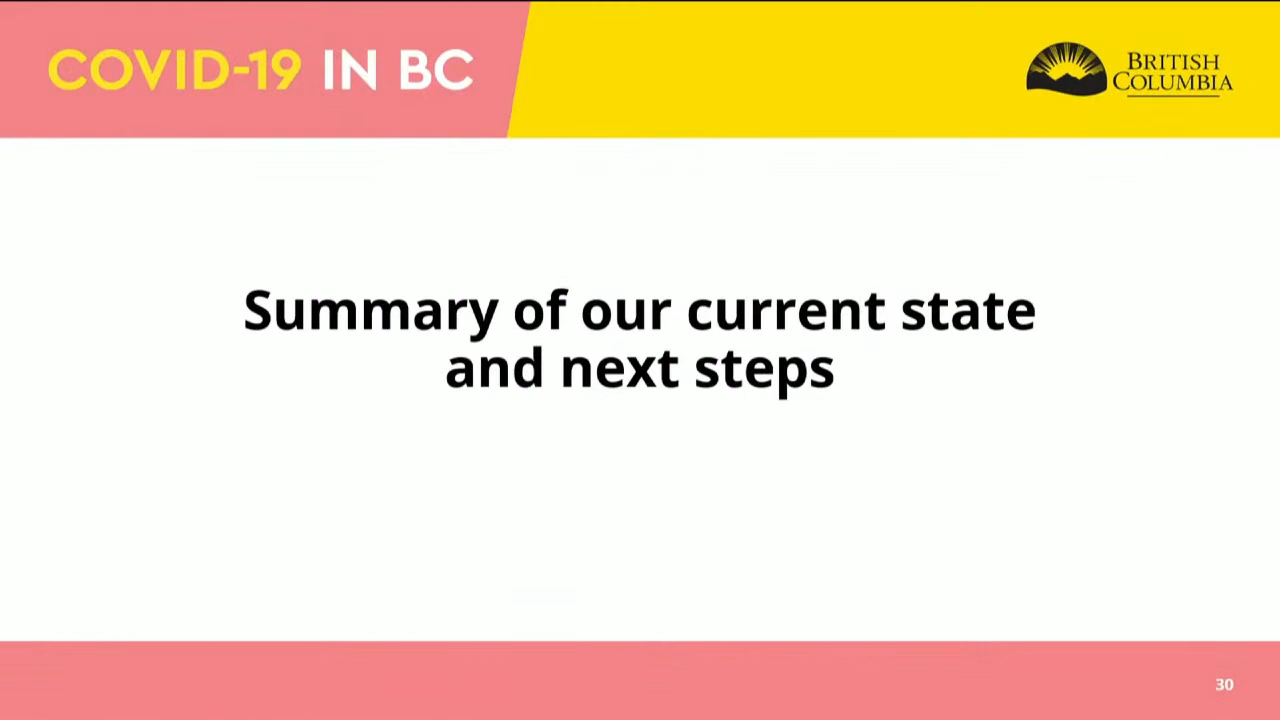 COVID-19 IN BC
BRITISH
COLUMBIA
Summary of our current state
and next steps
30